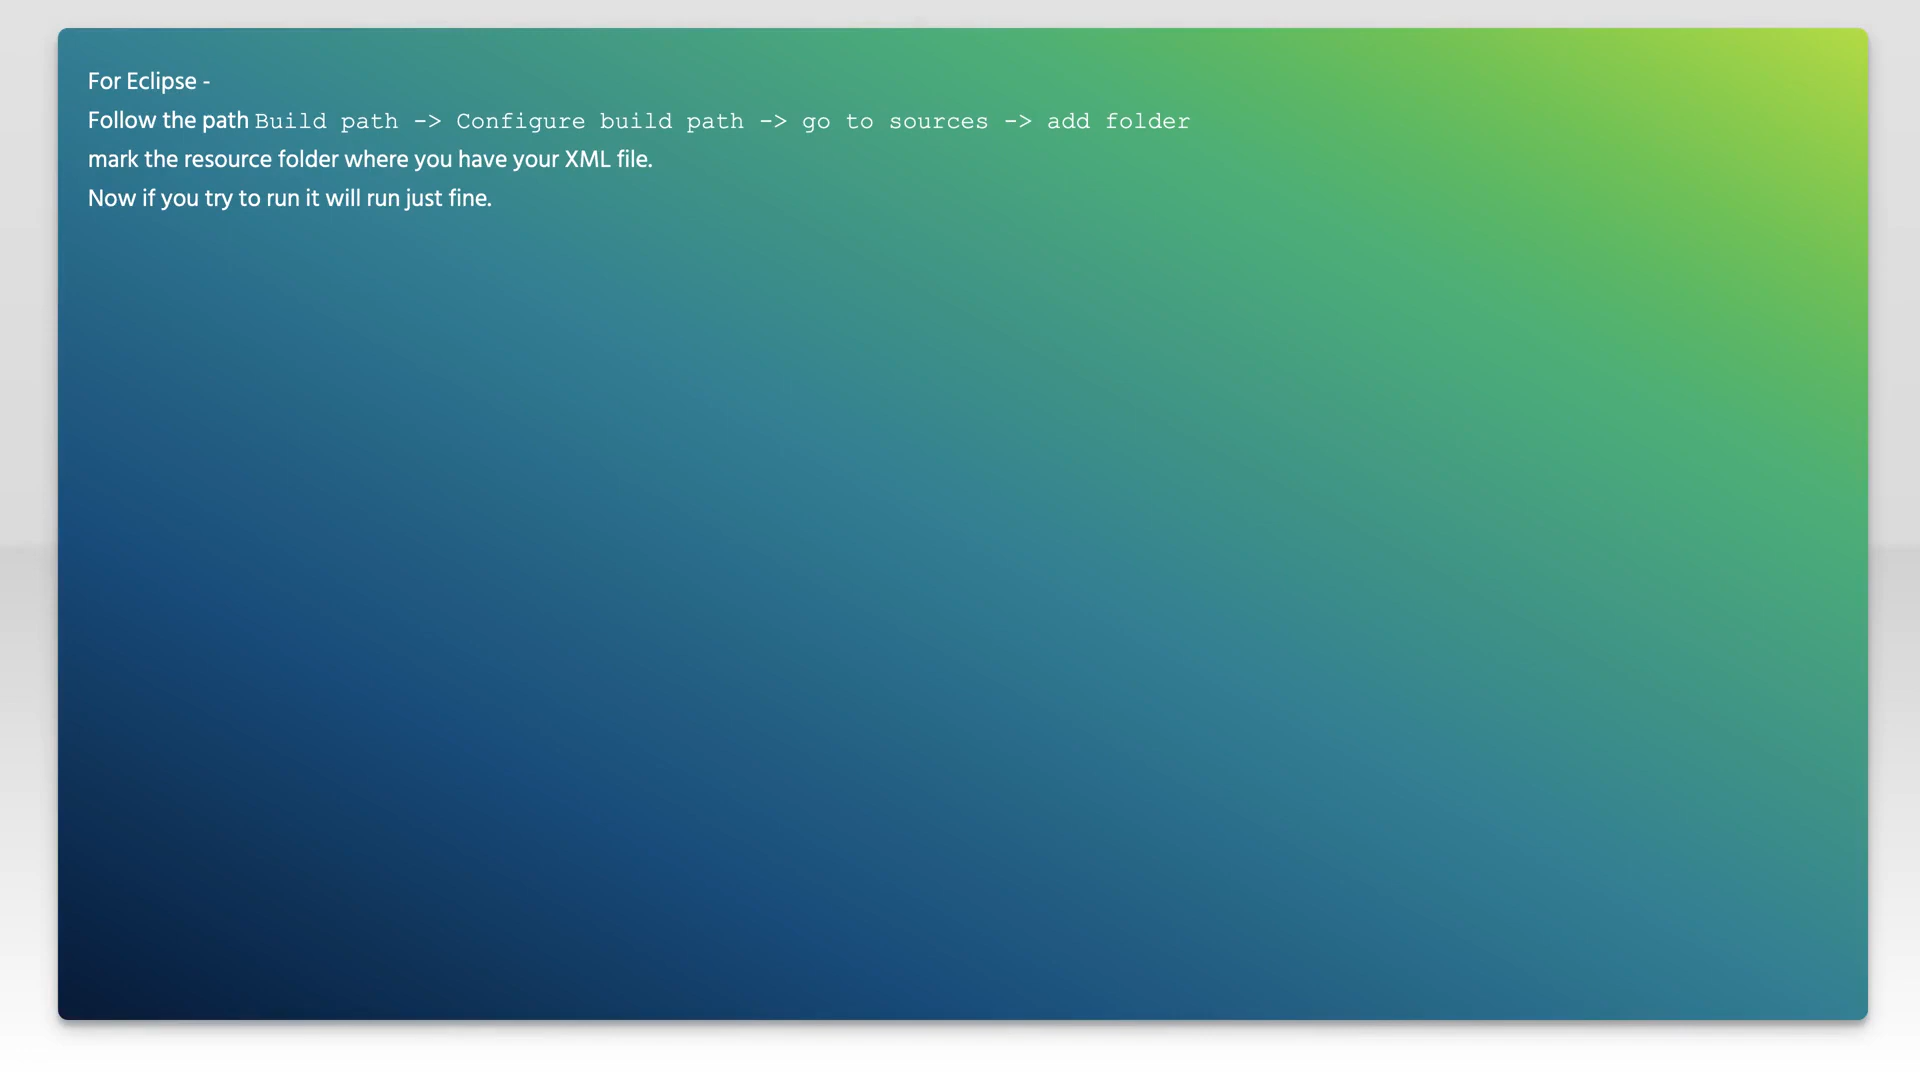 For Eclipse -
Follow the path Build path -> Configure build path -> go to sources -> add folder
mark the resource folder where you have your XML file.
Now if you try to run it will run just fine.